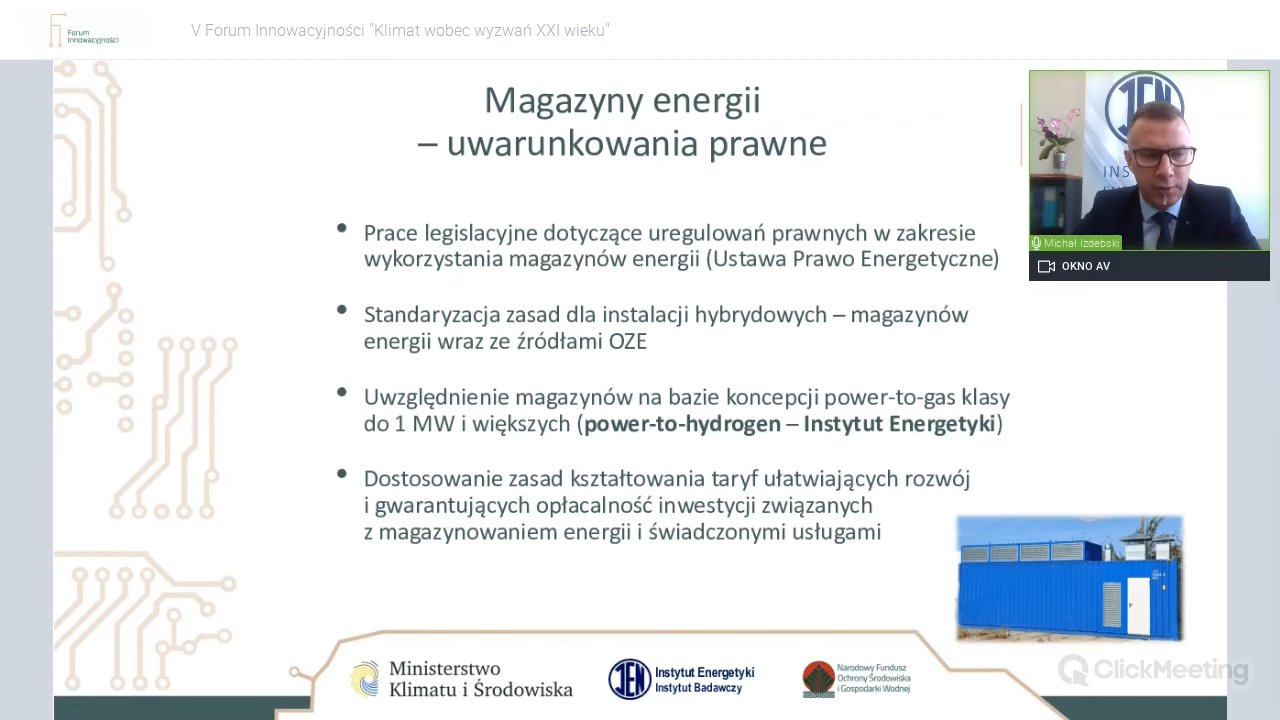 Forum
Innowacyjności
V Forum Innowacyjności "Klimat wobec wyzwań XXI wieku"
Magazyny energii
– uwarunkowania prawne
• Prace legislacyjne dotyczące uregulowań prawnych w zakresie
wykorzystania magazynów energii (Ustawa Prawo Energetyczne)
• Standaryzacja zasad dla instalacji hybrydowych – magazynów
energii wraz ze źródłami OZE
• Uwzględnienie magazynów na bazie koncepcji power-to-gas klasy
do 1 MW i większych (power-to-hydrogen – Instytut Energetyki)
• Dostosowanie zasad kształtowania taryf ułatwiających rozwój
i gwarantujących opłacalność inwestycji związanych
z magazynowaniem energii i świadczonymi usługami
IEN
INS
Michał Izdebski
OKNO AV
Ministerstwo
Klimatu i Środowiska
IEN
Instytut Energetyki
Instytut Badawczy
Narodowy Fundusz
Ochrony Środowiska
i Gospodarki Wodnej
ClickMeeting